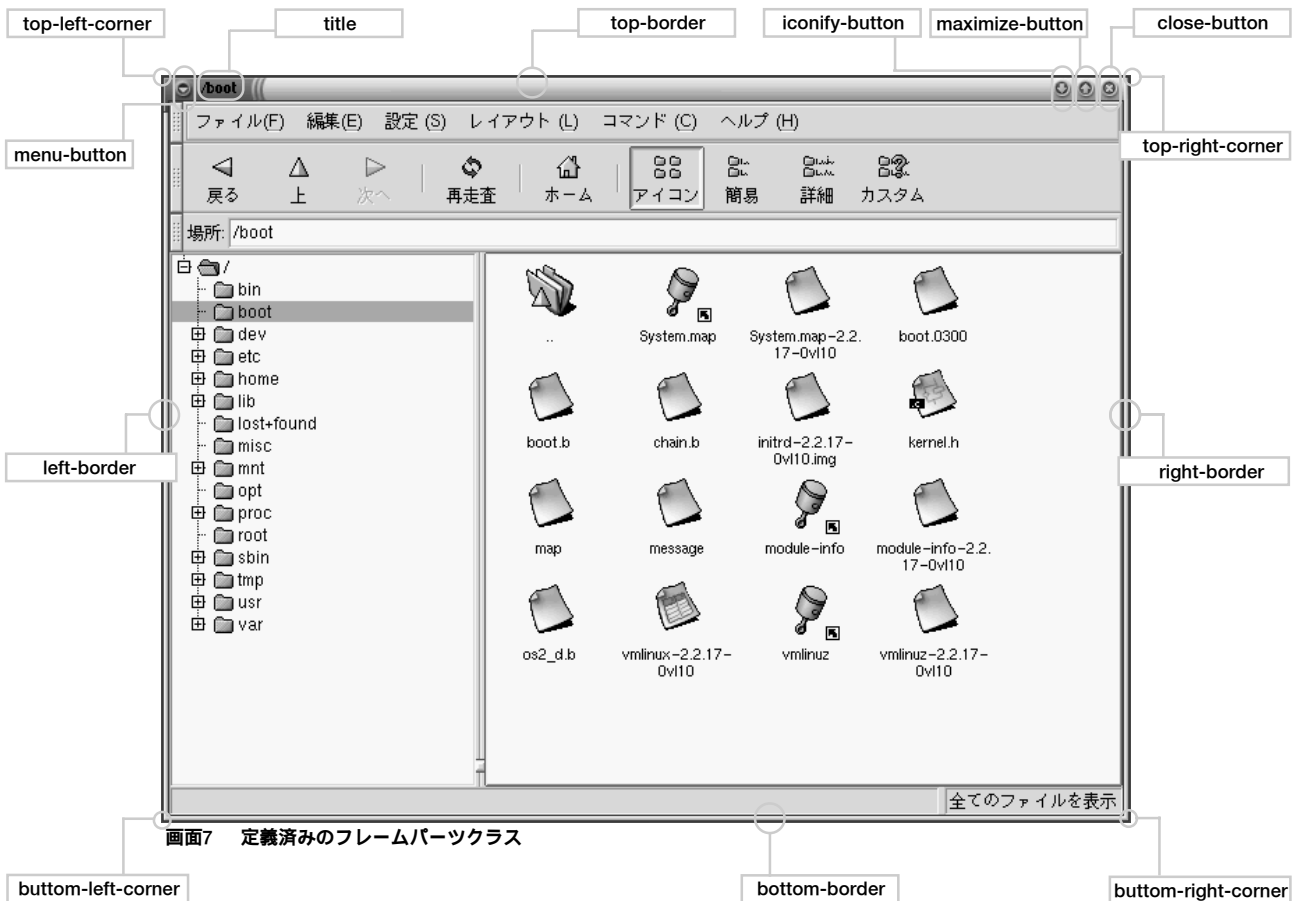 top-left-corner
title
top-border
iconify-button
maximize-button
close-button
/boot
menu-button
top-right-corner
ファイル(F) 編集(E) 設定 (S) レイアウト (L) コマンド (C) ヘルプ (H)
戻る 上 次へ 再走査 ホーム アイコン 簡易 詳細 カスタム
場所: /boot
/
bin
boot
dev
etc
home
lib
lost+found
misc
mnt
opt
proc
root
sbin
tmp
usr
var
..
System.map
System.map-2.2.
17-0vl10
boot.0300
boot.b
chain.b
initrd-2.2.17-
0vl10.img
kernel.h
map
message
module-info
module-info-2.2.
17-0vl10
os2_d.b
vmlinux-2.2.17-
0vl10
vmlinuz
vmlinuz-2.2.17-
0vl10
left-border
right-border
全てのファイルを表示
画面7 定義済みのフレームパーツクラス
buttom-left-corner
bottom-border
buttom-right-corner